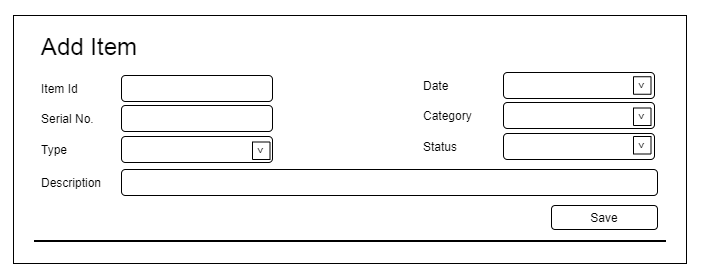 Add Item
Item Id
Date
v
Serial No.
Category
v
Type
v
Status
v
Description
Save